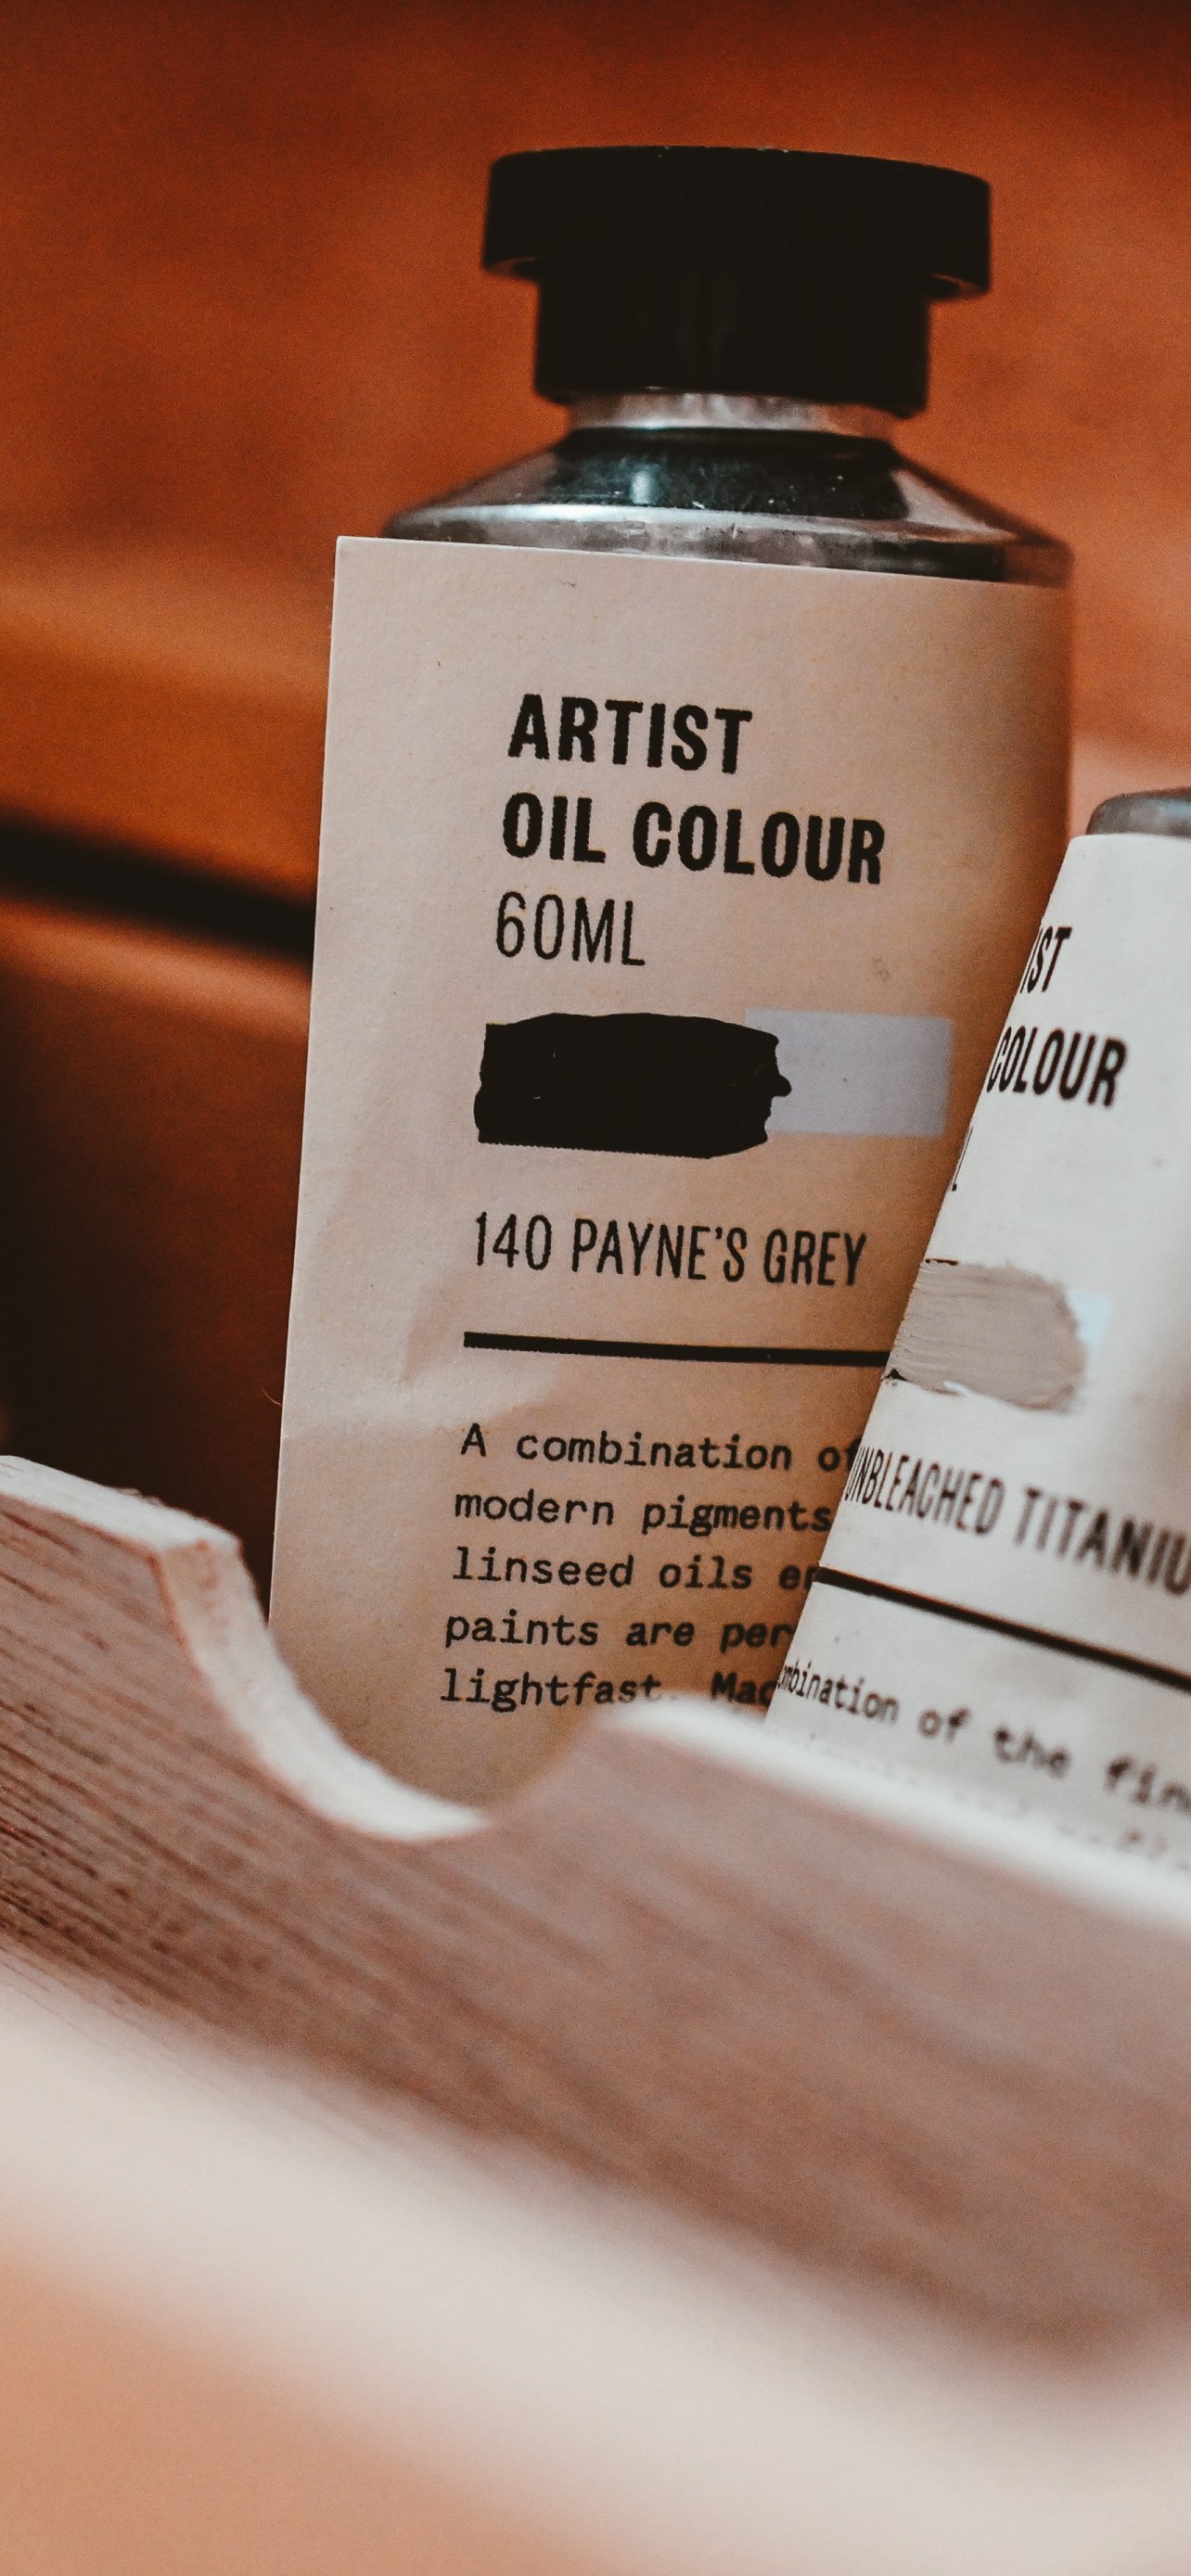 ARTIST
OIL COLOUR
60ML
140 PAYNE'S GREY
A combination of
modern pigments
linseed oils
paints are
lightfast.
COLOUR
UNBLEACHED TITANIU
of the